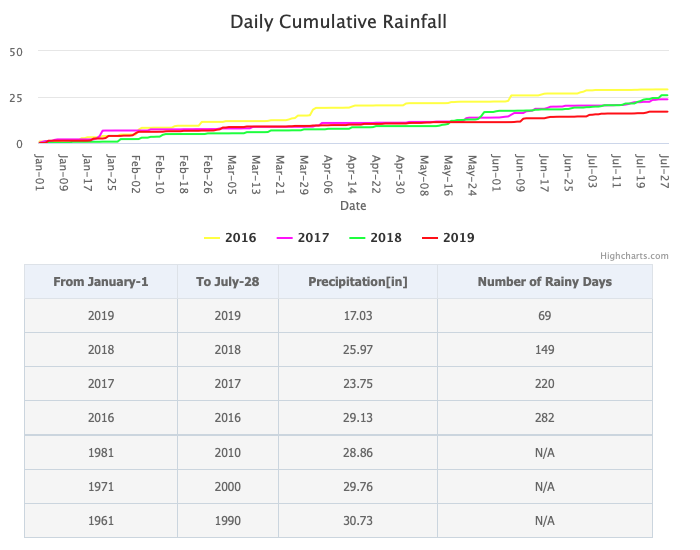 Daily Cumulative Rainfall
50
25
0
Jan-01 Jan-09 Jan-17 Jan-25 Feb-02 Feb-10 Feb-18 Feb-26 Mar-05 Mar-13 Mar-21 Mar-29 Apr-06 Apr-14 Apr-22 Apr-30 May-08 May-16 May-24 Jun-01 Jun-09 Jun-17 Jun-25 Jul-03 Jul-11 Jul-19 Jul-27
Date
2016 2017 2018 2019
Highcharts.com
From January-1 To July-28 Precipitation[in] Number of Rainy Days
2019 2019 17.03 69
2018 2018 25.97 149
2017 2017 23.75 220
2016 2016 29.13 282
1981 2010 28.86 N/A
1971 2000 29.76 N/A
1961 1990 30.73 N/A